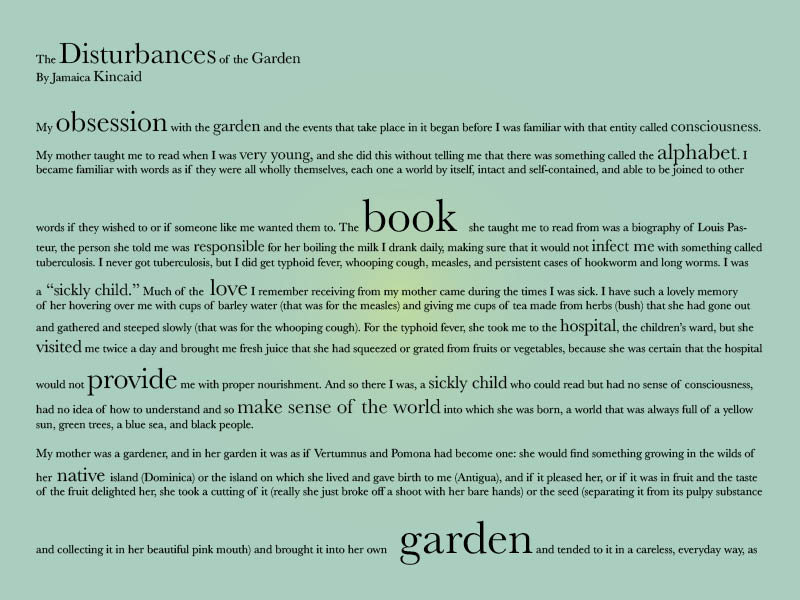 The Disturbances of the Garden
By Jamaica Kincaid
My obsession with the garden and the events that take place in it began before I was familiar with that entity called consciousness.
My mother taught me to read when I was very young, and she did this without telling me that there was something called the alphabet. I
became familiar with words as if they were all wholly themselves, each one a world by itself, intact and self-contained, and able to be joined to other
words if they wished to or if someone like me wanted them to. The book she taught me to read from was a biography of Louis Pas-
teur, the person she told me was responsible for her boiling the milk I drank daily, making sure that it would not infect me with something called
tuberculosis. I never got tuberculosis, but I did get typhoid fever, whooping cough, measles, and persistent cases of hookworm and long worms. I was
a “sickly child.” Much of the love I remember receiving from my mother came during the times I was sick. I have such a lovely memory
of her hovering over me with cups of barley water (that was for the measles) and giving me cups of tea made from herbs (bush) that she had gone out
and gathered and steeped slowly (that was for the whooping cough). For the typhoid fever, she took me to the hospital, the children’s ward, but she
visited me twice a day and brought me fresh juice that she had squeezed or grated from fruits or vegetables, because she was certain that the hospital
would not provide me with proper nourishment. And so there I was, a sickly child who could read but had no sense of consciousness,
had no idea of how to understand and so make sense of the world into which she was born, a world that was always full of a yellow
sun, green trees, a blue sea, and black people.
My mother was a gardener, and in her garden it was as if Vertumnus and Pomona had become one: she would find something growing in the wilds of
her native island (Dominica) or the island on which she lived and gave birth to me (Antigua), and if it pleased her, or if it was in fruit and the taste
of the fruit delighted her, she took a cutting of it (really she just broke off a shoot with her bare hands) or the seed (separating it from its pulpy substance
and collecting it in her beautiful pink mouth) and brought it into her own garden and tended to it in a careless, everyday way, as